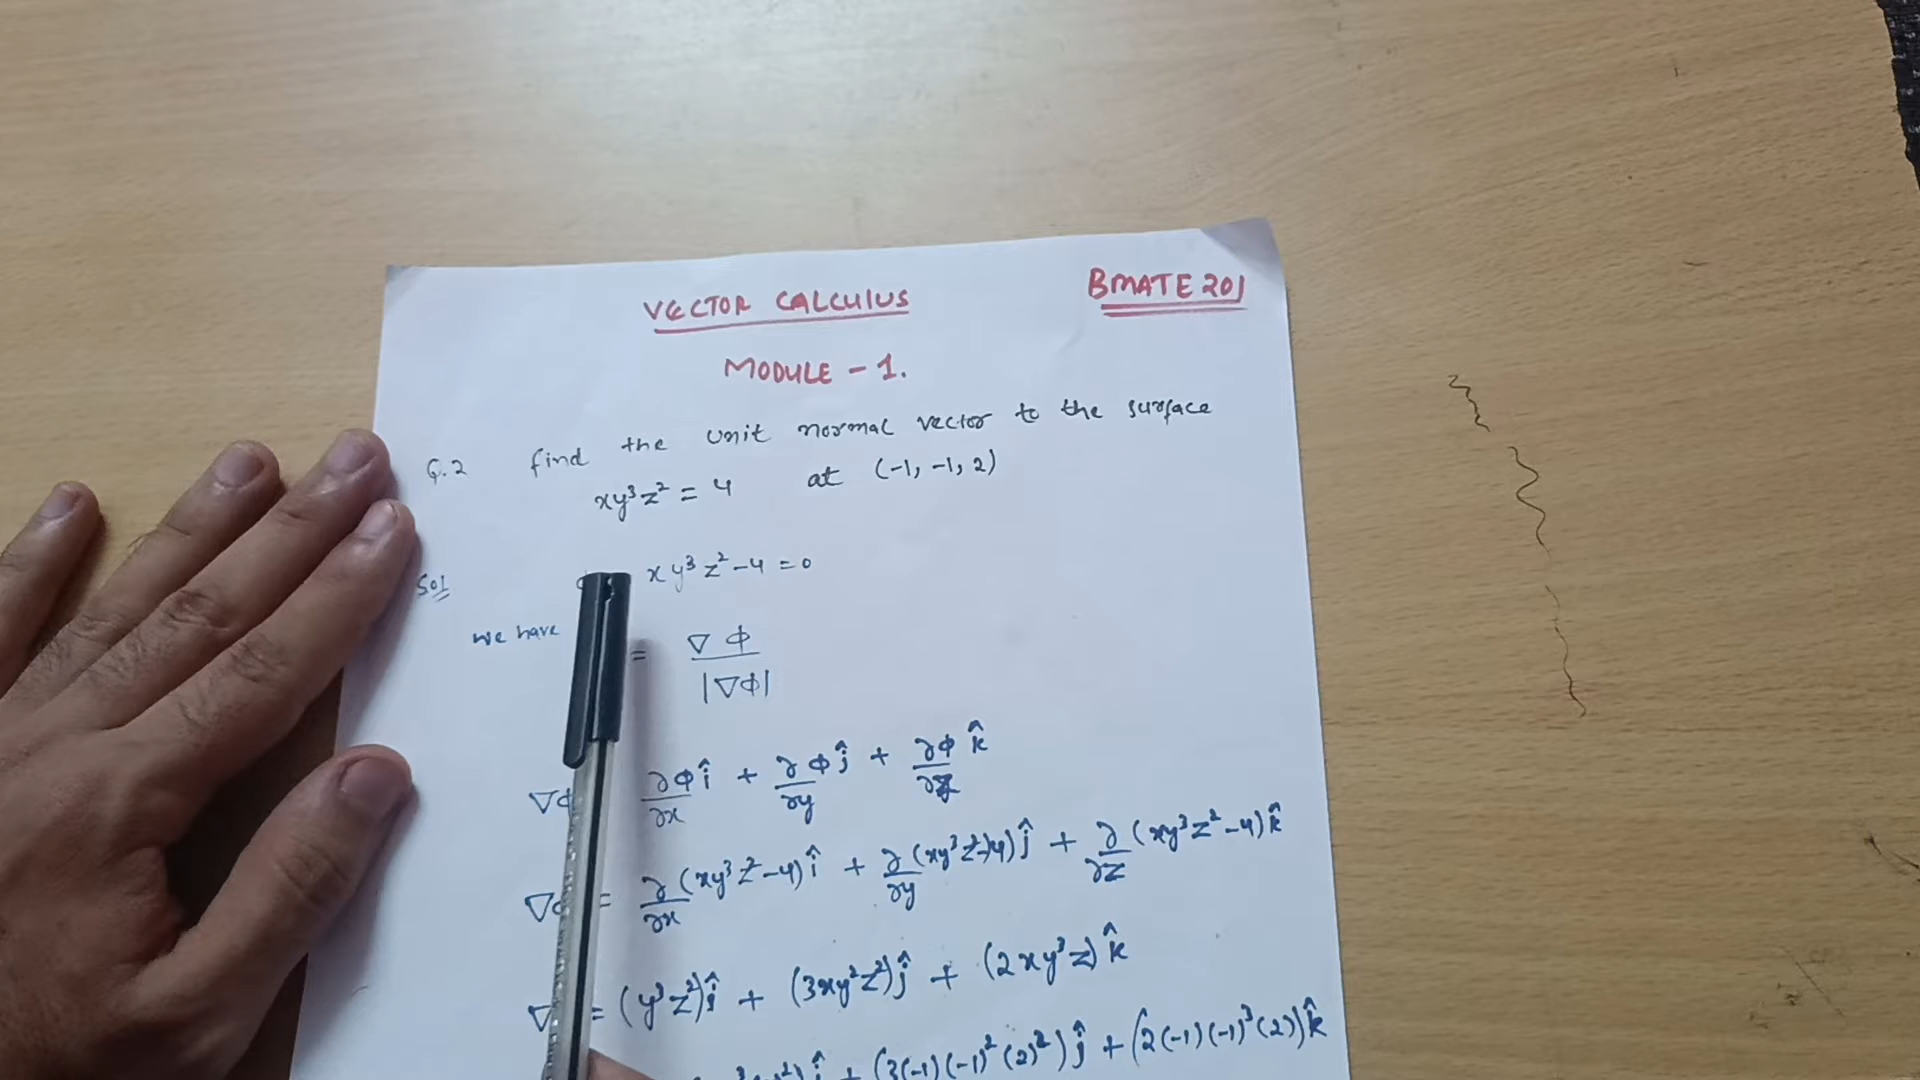 VECTOR CALCULUS BMATE 201
MODULE - 1.
Q.2 find the unit normal vector to the surface
xy³z² = 4 at (-1, -1, 2)
Sol xy³z² - 4 = 0
we have = ∇Φ / |∇Φ|
∇Φ ∂Φ/∂x î + ∂Φ/∂y ĵ + ∂Φ/∂z k̂
∇ = ∂/∂x (xy³z² - 4) î + ∂/∂y (xy³z² - 4) ĵ + ∂/∂z (xy³z² - 4) k̂
∇ = (y³z²) î + (3xy²z²) ĵ + (2xy³z) k̂
î + (3(-1)(-1)²(2)²) ĵ + (2(-1)(-1)³(2)) k̂